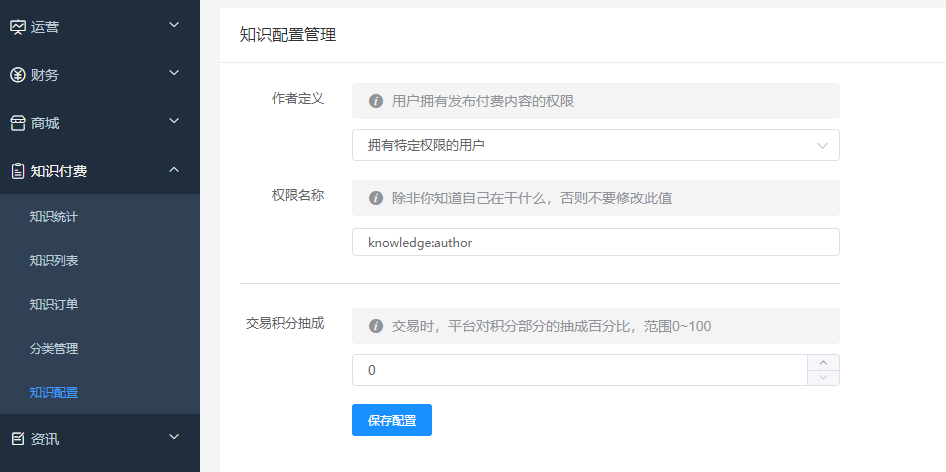 运营
财务
商城
知识付费
知识统计
知识列表
知识订单
分类管理
知识配置
资讯
知识配置管理
作者定义
用户拥有发布付费内容的权限
拥有特定权限的用户
权限名称
除非你知道自己在干什么，否则不要修改此值
knowledge:author
交易积分抽成
交易时，平台对积分部分的抽成百分比，范围0~100
0
保存配置